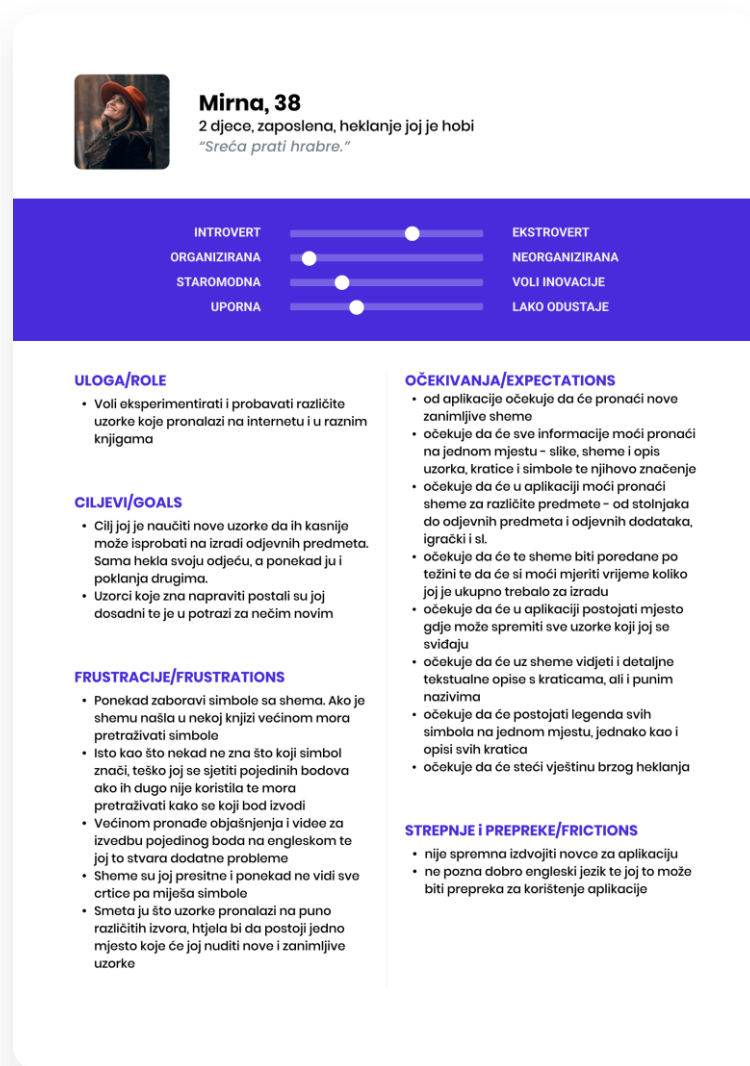 Mirna, 38
2 djece, zaposlena, heklanje joj je hobi
“Sreća prati hrabre.”
INTROVERT EKSTROVERT
ORGANIZIRANA NEORGANIZIRANA
STAROMODNA VOLI INOVACIJE
UPORNA LAKO ODUSTAJE
ULOGA/ROLE
• Voli eksperimentirati i probavati različite
uzorke koje pronalazi na internetu i u raznim
knjigama
CILJEVI/GOALS
• Cilj joj je naučiti nove uzorke da ih kasnije
može isprobati na izradi odjevnih predmeta.
Sama hekla svoju odjeću, a ponekad ju i
poklanja drugima.
• Uzorci koje zna napraviti postali su joj
dosadni te je u potrazi za nečim novim
FRUSTRACIJE/FRUSTRATIONS
• Ponekad zaboravi simbole sa shema. Ako je
shemu našla u nekoj knjizi većinom mora
pretraživati simbole
• Isto kao što nekad ne zna što koji simbol
znači, teško joj se sjetiti pojedinih bodova
ako ih dugo nije koristila te mora
pretraživati kako se koji bod izvodi
• Većinom pronađe objašnjenja i videe za
izvedbu pojedinog boda na engleskom te
joj to stvara dodatne probleme
• Sheme su joj presitne i ponekad ne vidi sve
crtice pa miješa simbole
• Smeta ju što uzorke pronalazi na puno
različitih izvora, htjela bi da postoji jedno
mjesto koje će joj nuditi nove i zanimljive
uzorke
OČEKIVANJA/EXPECTATIONS
• od aplikacije očekuje da će pronaći nove
zanimljive sheme
• očekuje da će sve informacije moći pronaći
na jednom mjestu - slike, sheme i opis
uzorka, kratice i simbole te njihovo značenje
• očekuje da će u aplikaciji moći pronaći
sheme za različite predmete - od stolnjaka
do odjevnih predmeta i odjevnih dodataka,
igrački i sl.
• očekuje da će te sheme biti poredane po
težini te da će si moći mjeriti vrijeme koliko
joj je ukupno trebalo za izradu
• očekuje da će u aplikaciji postojati mjesto
gdje može spremiti sve uzorke koji joj se
sviđaju
• očekuje da će uz sheme vidjeti i detaljne
tekstualne opise s kraticama, ali i punim
nazivima
• očekuje da će postojati legenda svih
simbola na jednom mjestu, jednako kao i
opisi svih kratica
• očekuje da će steći vještinu brzog heklanja
STREPNJE i PREPREKE/FRICTIONS
• nije spremna izdvojiti novce za aplikaciju
• ne pozna dobro engleski jezik te joj to može
biti prepreka za korištenje aplikacije